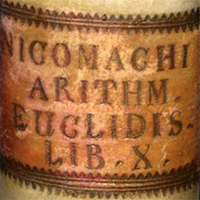 NICOMACHI
ARITHM.
EUCLIDIS.
LIB. X.